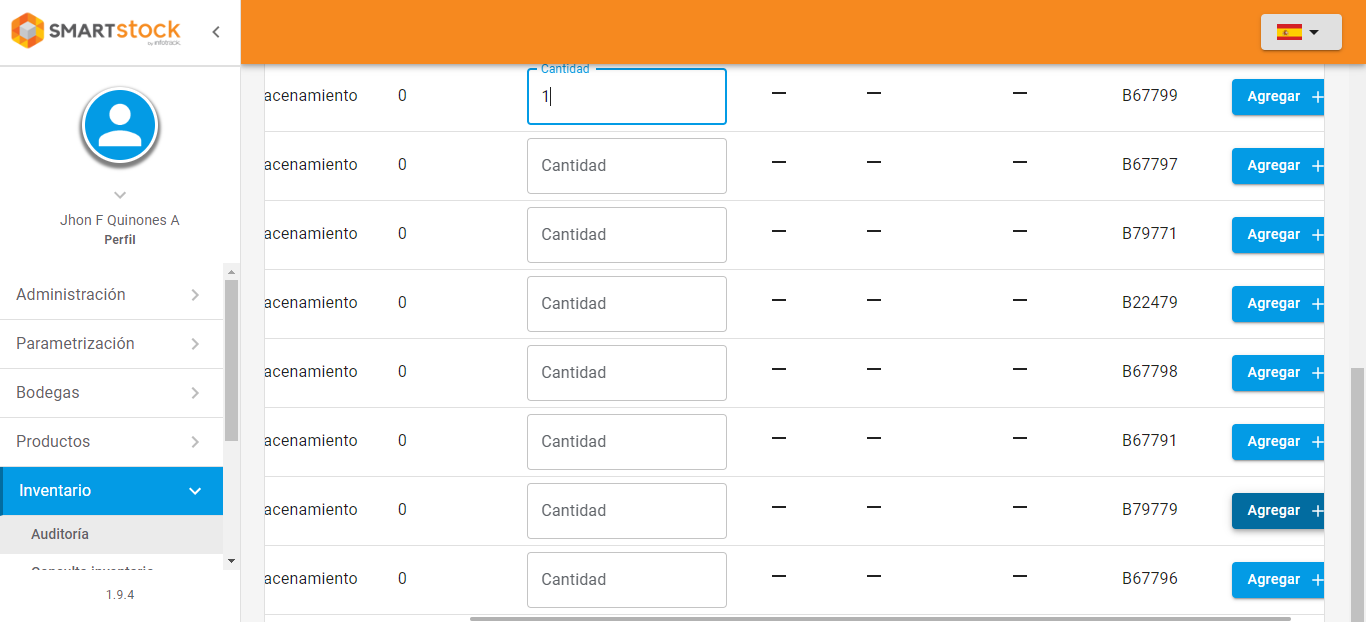 SMARTstock
by infotrack.
Jhon F Quinones A
Perfil
Administración
Parametrización
Bodegas
Productos
Inventario
Auditoría
Consulta inventario
1.9.4
Cantidad
acenamiento 0 1 — — — B67799 Agregar +
acenamiento 0 Cantidad — — — B67797 Agregar +
acenamiento 0 Cantidad — — — B79771 Agregar +
acenamiento 0 Cantidad — — — B22479 Agregar +
acenamiento 0 Cantidad — — — B67798 Agregar +
acenamiento 0 Cantidad — — — B67791 Agregar +
acenamiento 0 Cantidad — — — B79779 Agregar +
acenamiento 0 Cantidad — — — B67796 Agregar +